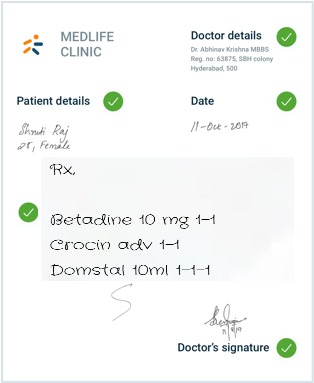 MEDLIFE
CLINIC
Doctor details
Dr. Abhinav Krishna MBBS
Reg. no: 63875, SBH colony
Hyderabad, 500
Patient details
Date
Shruti Raj
25, Female
11-Oct-2017
Rx,
Betadine 10 mg 1-1
Crocin adv 1-1
Domstal 10ml 1-1-1
Doctor's signature